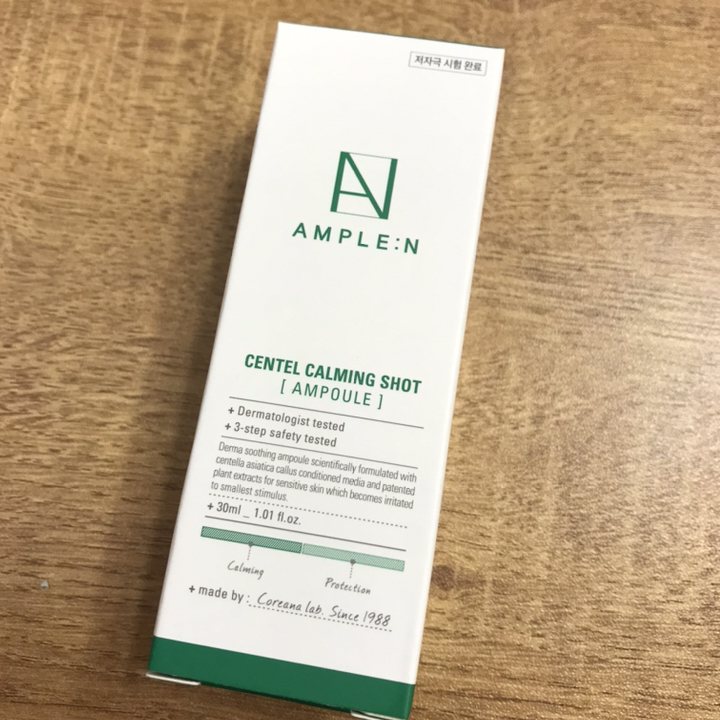 저자극 시험 완료
AMPLE:N
CENTEL CALMING SHOT
[ AMPOULE ]
+ Dermatologist tested
+ 3-step safety tested
Derma soothing ampoule scientifically formulated with
centella asiatica callus conditioned media and patented
plant extracts for sensitive skin which becomes irritated
to smallest stimulus.
+ 30ml _ 1.01 fl.oz.
Calming
Protection
+ made by : Coreana lab. Since 1988